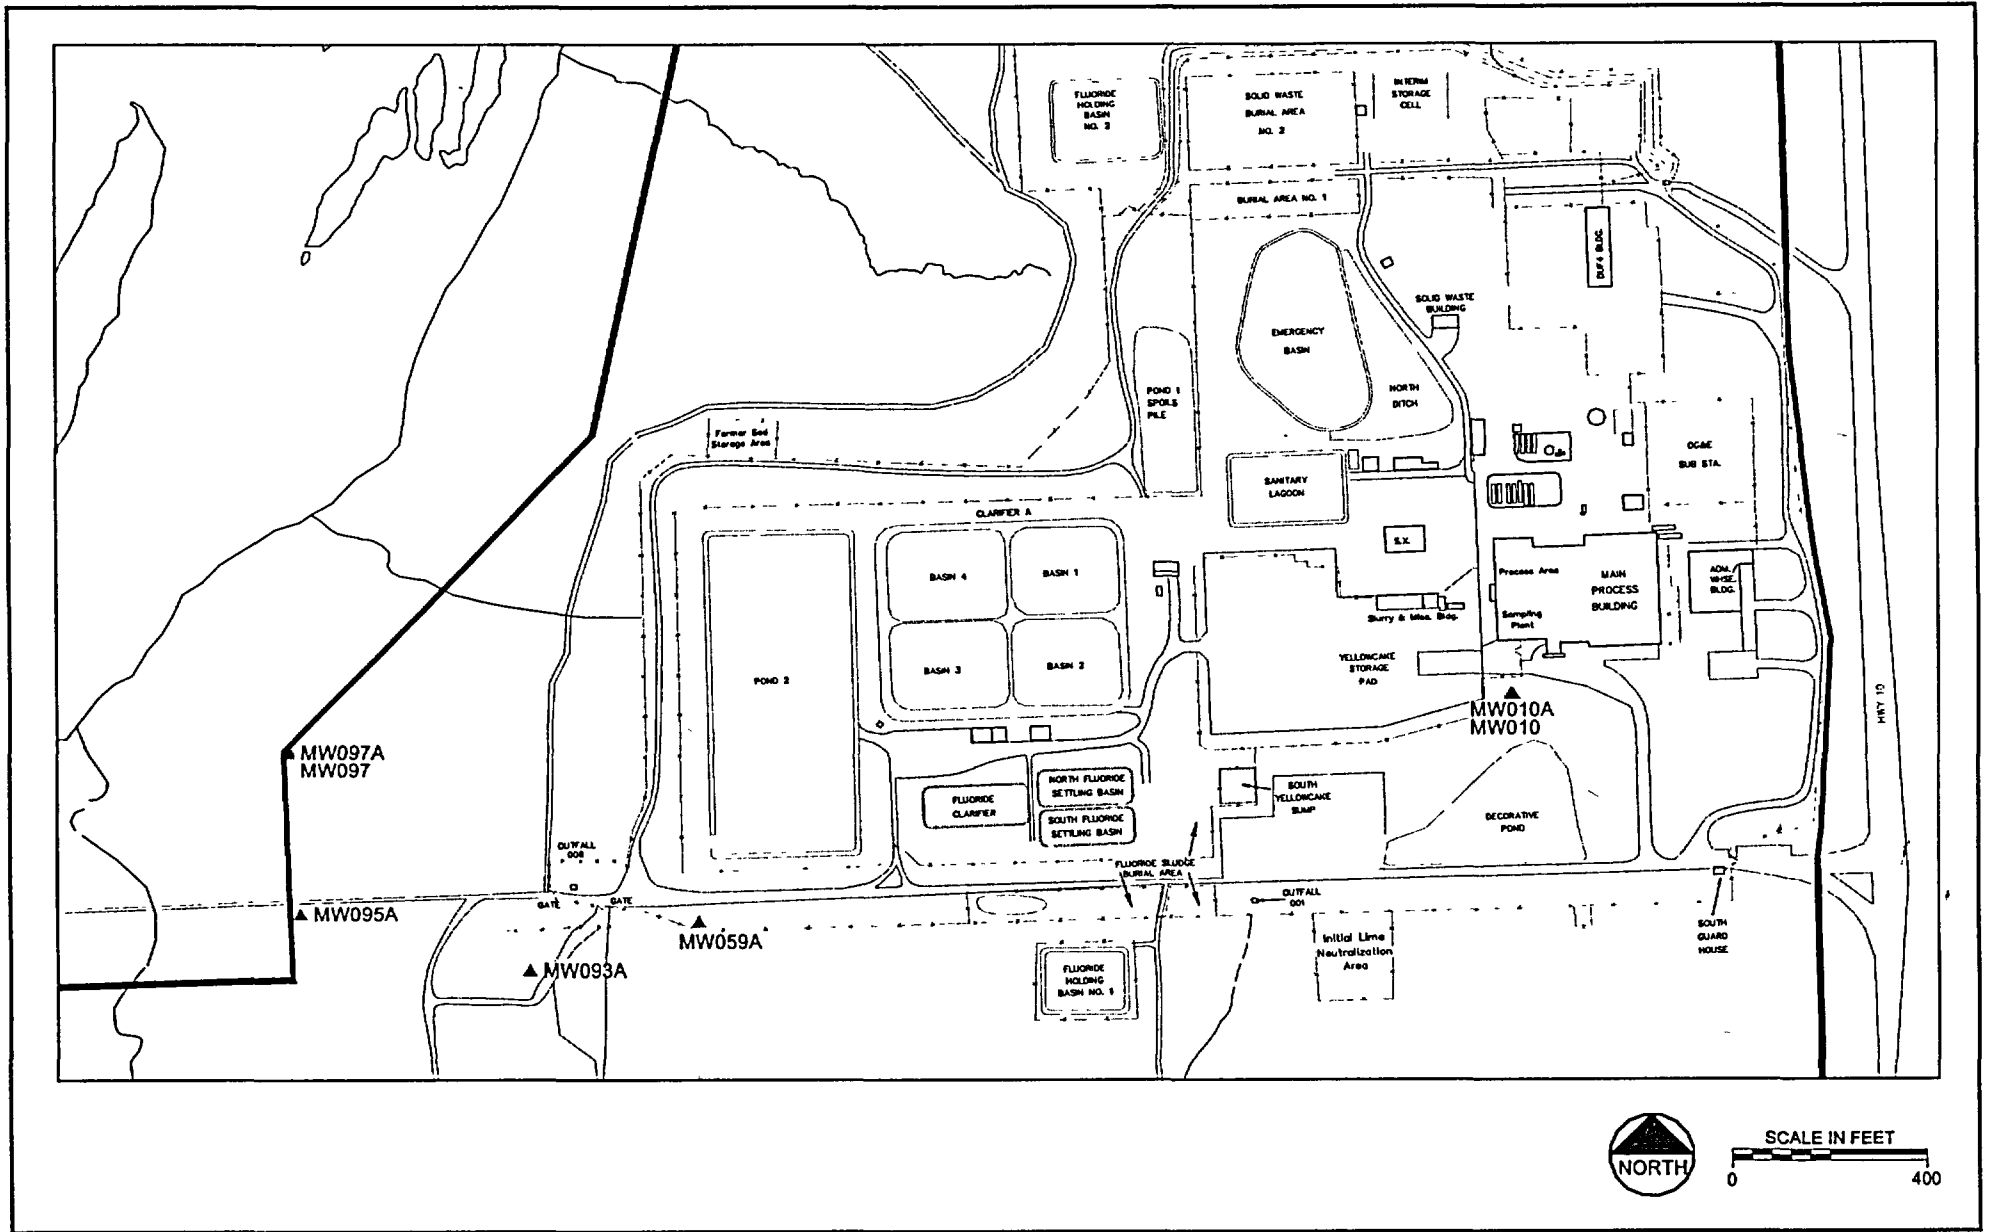 FLUORIDE
HOLDING
BASIN
NO. 2
SOLID WASTE
BURIAL AREA
NO. 2
INTERIM
STORAGE
CELL
BURIAL AREA NO. 1
DUF4 BLDG.
SOLID WASTE
BUILDING
EMERGENCY
BASIN
NORTH
DITCH
POND 1
SPOILS
PILE
Former Sod
Storage Area
OG&E
SUB STA.
SANITARY
LAGOON
CLARIFIER A
S.X.
BASIN 4
BASIN 1
BASIN 3
BASIN 2
POND 2
Process Area
MAIN
PROCESS
BUILDING
Sampling
Plant
ADM.
WHSE.
BLDG.
Slurry & Misc. Bldg.
YELLOWCAKE
STORAGE
PAD
MW010A
MW010
HWY 10
MW097A
MW097
NORTH FLUORIDE
SETTLING BASIN
FLUORIDE
CLARIFIER
SOUTH FLUORIDE
SETTLING BASIN
SOUTH
YELLOWCAKE
SUMP
DECORATIVE
POND
OUTFALL
008
FLUORIDE SLUDGE
BURIAL AREA
GATE
GATE
OUTFALL
001
MW095A
MW059A
MW093A
Initial Lime
Neutralization
Area
SOUTH
GUARD
HOUSE
FLUORIDE
HOLDING
BASIN NO. 1
NORTH
SCALE IN FEET
0
400